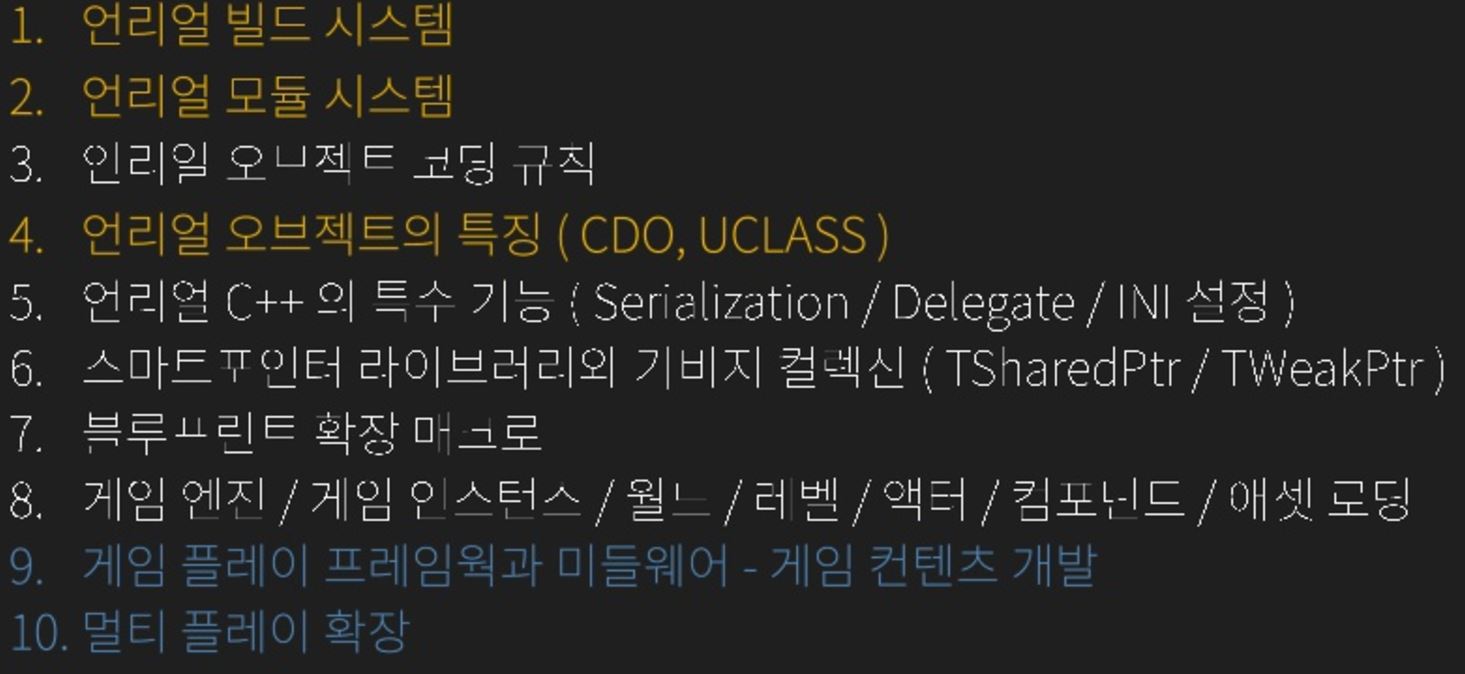 1. 언리얼 빌드 시스템
2. 언리얼 모듈 시스템
3. 언리얼 오브젝트 코딩 규칙
4. 언리얼 오브젝트의 특징 ( CDO, UCLASS )
5. 언리얼 C++ 의 특수 기능 ( Serialization / Delegate / INI 설정 )
6. 스마트포인터 라이브러리와 가비지 컬렉션 ( TSharedPtr / TWeakPtr )
7. 블루프린트 확장 매크로
8. 게임 엔진 / 게임 인스턴스 / 월드 / 레벨 / 액터 / 컴포넌트 / 애셋 로딩
9. 게임 플레이 프레임웍과 미들웨어 - 게임 컨텐츠 개발
10. 멀티 플레이 확장